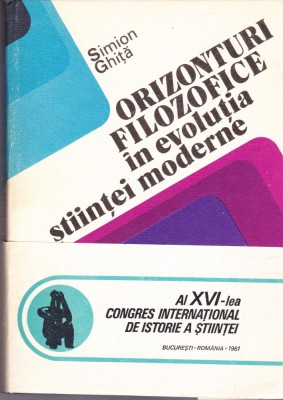 Simion
Ghiță
ORIZONTURI
FILOZOFICE
în evoluția
științei moderne
Al XVI-lea
CONGRES INTERNAȚIONAL
DE ISTORIE A ȘTIINȚEI
BUCUREȘTI - ROMÂNIA - 1981